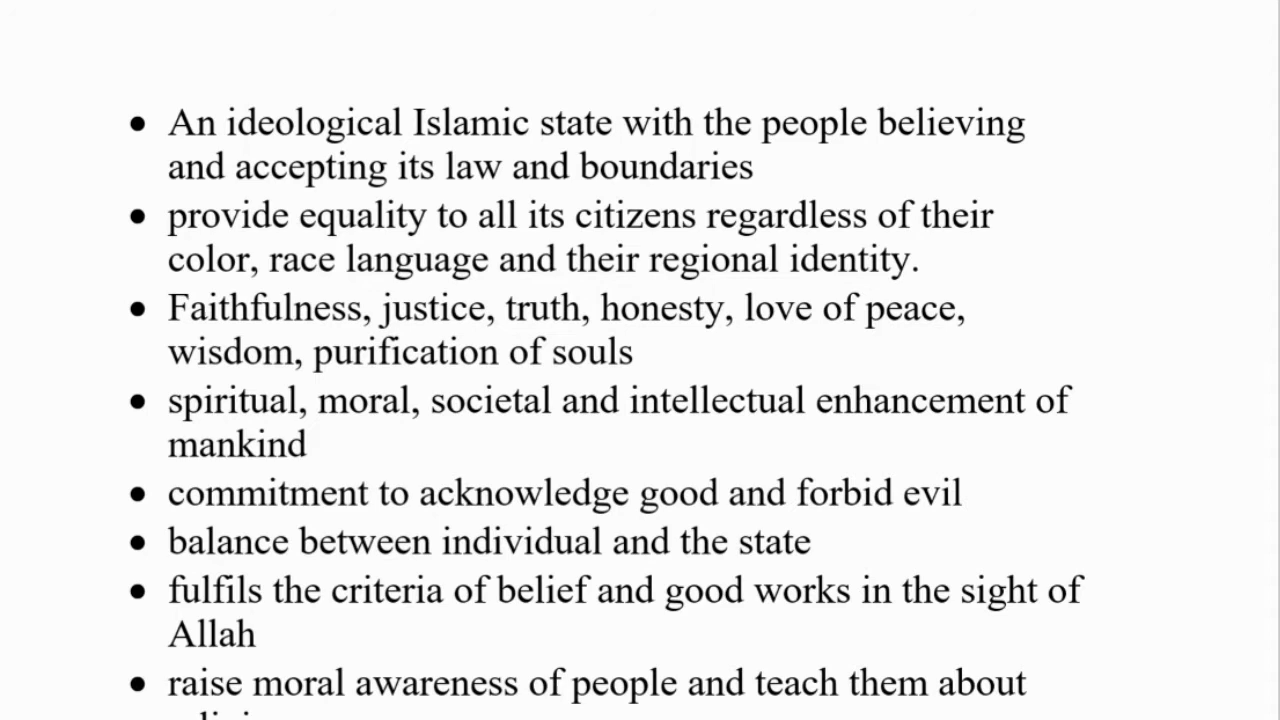 • An ideological Islamic state with the people believing
and accepting its law and boundaries
• provide equality to all its citizens regardless of their
color, race language and their regional identity.
• Faithfulness, justice, truth, honesty, love of peace,
wisdom, purification of souls
• spiritual, moral, societal and intellectual enhancement of
mankind
• commitment to acknowledge good and forbid evil
• balance between individual and the state
• fulfils the criteria of belief and good works in the sight of
Allah
• raise moral awareness of people and teach them about